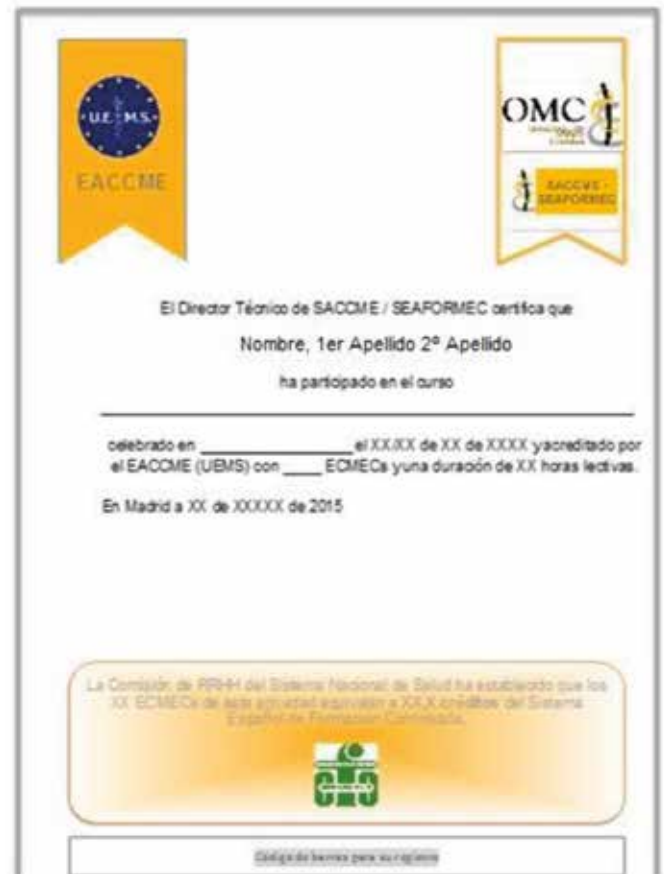 U.E.M.S.
EACCME
OMC
SACCME -
SEAFORMEC
El Director Técnico de SACCME / SEAFORMEC certifica que
Nombre, 1er Apellido 2º Apellido
ha participado en el curso
celebrado en ____________________ el XX/XX de XX de XXXX y acreditado por
el EACCME (UEMS) con _____ ECMECs y una duración de XX horas lectivas.
En Madrid a XX de XXXXX de 2015
La Comisión de RRHH del Sistema Nacional de Salud ha establecido que los
XX ECMECs de esta actividad equivalen a XX,X créditos del Sistema
Español de Formación Continuada.
Código de barras para su registro